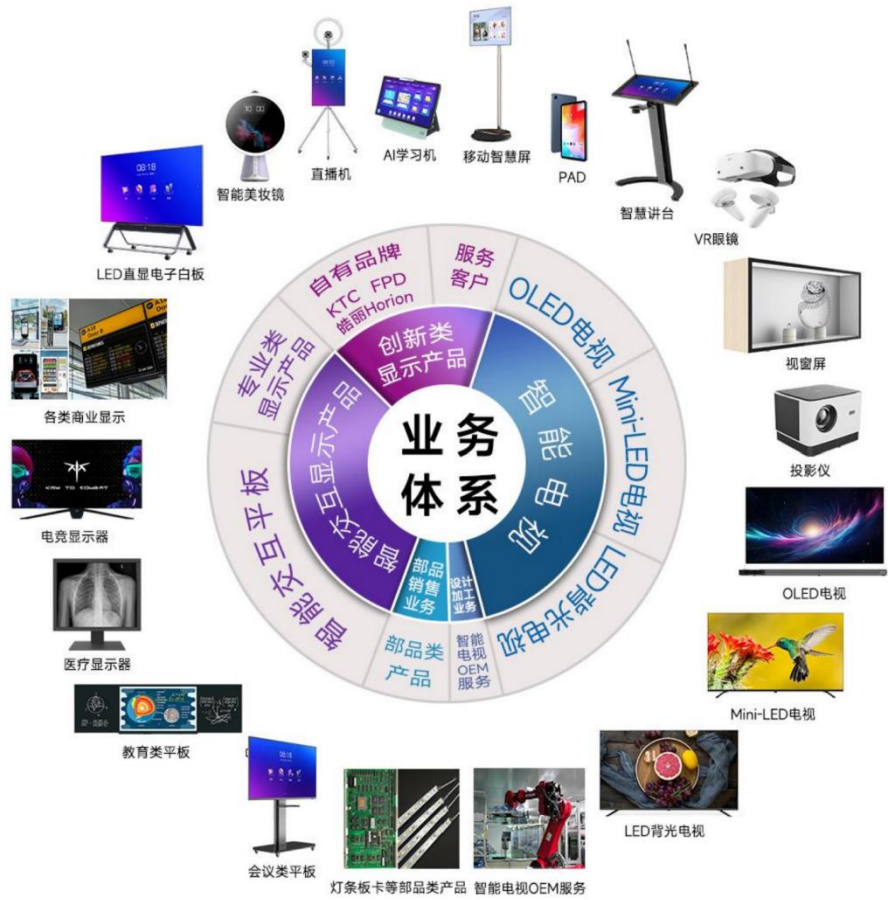 移动智慧屏
直播机
AI学习机
PAD
智能美妆镜
智慧讲台
VR眼镜
LED直显电子白板
各类商业显示
电竞显示器
医疗显示器
教育类平板
会议类平板
灯条板卡等部品类产品
智能电视OEM服务
LED背光电视
Mini-LED电视
OLED电视
投影仪
视窗屏
业务
体系
创新类
显示产品
智能电视
设计
加工
业务
部品
销售
业务
智能交互显示产品
自有品牌
KTC FPD
皓丽Horion
服务
客户
OLED电视
Mini-LED电视
LED背光电视
智能
电视
OEM
服务
部品类
产品
智能交互平板
专业类
显示产品
08:18
10 00
08:18
KRW TO KOMBAT